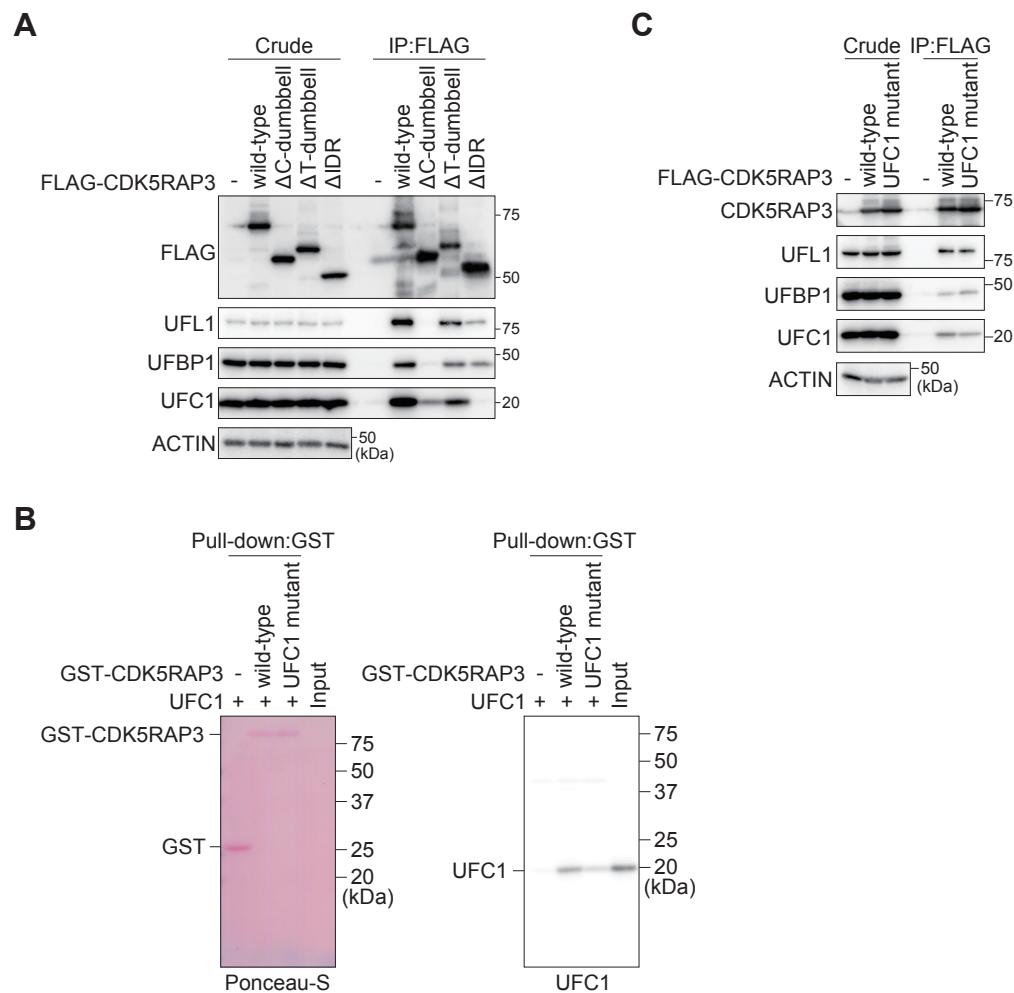 A
Crude IP:FLAG
FLAG-CDK5RAP3 - wild-type ΔC-dumbbell ΔT-dumbbell ΔIDR - wild-type ΔC-dumbbell ΔT-dumbbell ΔIDR
FLAG
75
50
UFL1
75
UFBP1
50
UFC1
20
ACTIN
50
(kDa)
C
Crude IP:FLAG
FLAG-CDK5RAP3 - wild-type UFC1 mutant - wild-type UFC1 mutant
CDK5RAP3
75
UFL1
75
UFBP1
50
UFC1
20
ACTIN
50
(kDa)
B
Pull-down:GST
GST-CDK5RAP3 - wild-type UFC1 mutant Input
UFC1 + + +
GST-CDK5RAP3
75
50
37
GST
25
20
(kDa)
Ponceau-S
Pull-down:GST
GST-CDK5RAP3 - wild-type UFC1 mutant Input
UFC1 + + +
75
50
37
25
UFC1
20
(kDa)
UFC1